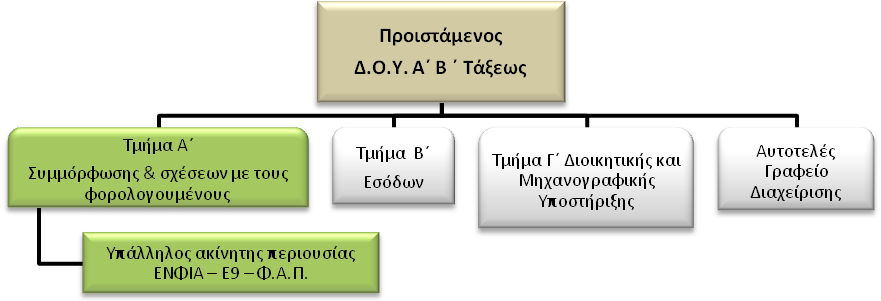 Προιστάμενος
Δ.Ο.Υ. Α΄ Β ΄ Τάξεως
Τμήμα Α΄
Συμμόρφωσης & σχέσεων με τους
φορολογουμένους
Τμήμα Β΄
Εσόδων
Τμήμα Γ΄ Διοικητικής και
Μηχανογραφικής
Υποστήριξης
Αυτοτελές
Γραφείο
Διαχείρισης
Υπάλληλος ακίνητης περιουσίας
ΕΝΦΙΑ – Ε9 – Φ.Α.Π.